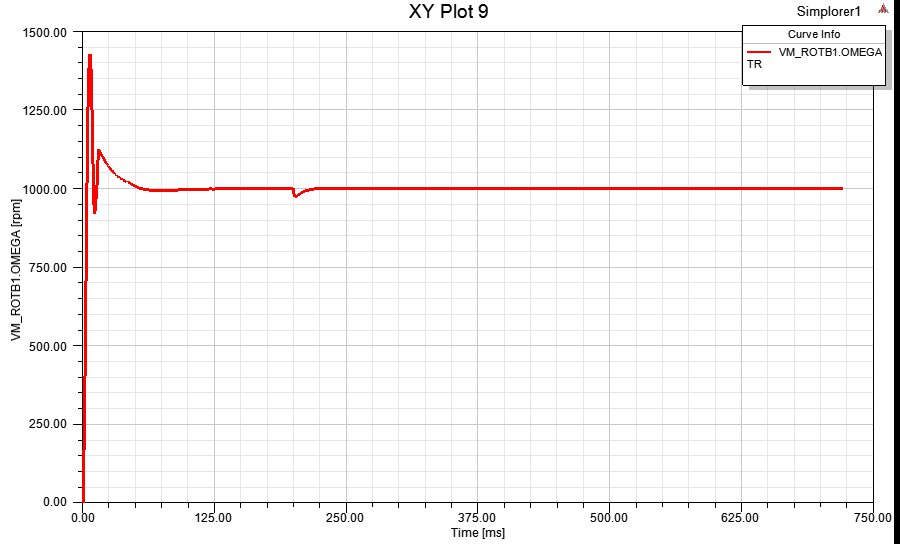 XY Plot 9
Simplorer1
Curve Info
VM_ROTB1.OMEGA
TR
1500.00
1250.00
1000.00
750.00
500.00
250.00
0.00
VM_ROTB1.OMEGA [rpm]
0.00 125.00 250.00 375.00 500.00 625.00 750.00
Time [ms]